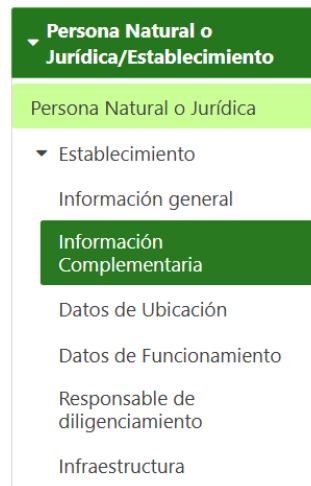 Persona Natural o
Jurídica/Establecimiento
Persona Natural o Jurídica
Establecimiento
Información general
Información
Complementaria
Datos de Ubicación
Datos de Funcionamiento
Responsable de
diligenciamiento
Infraestructura